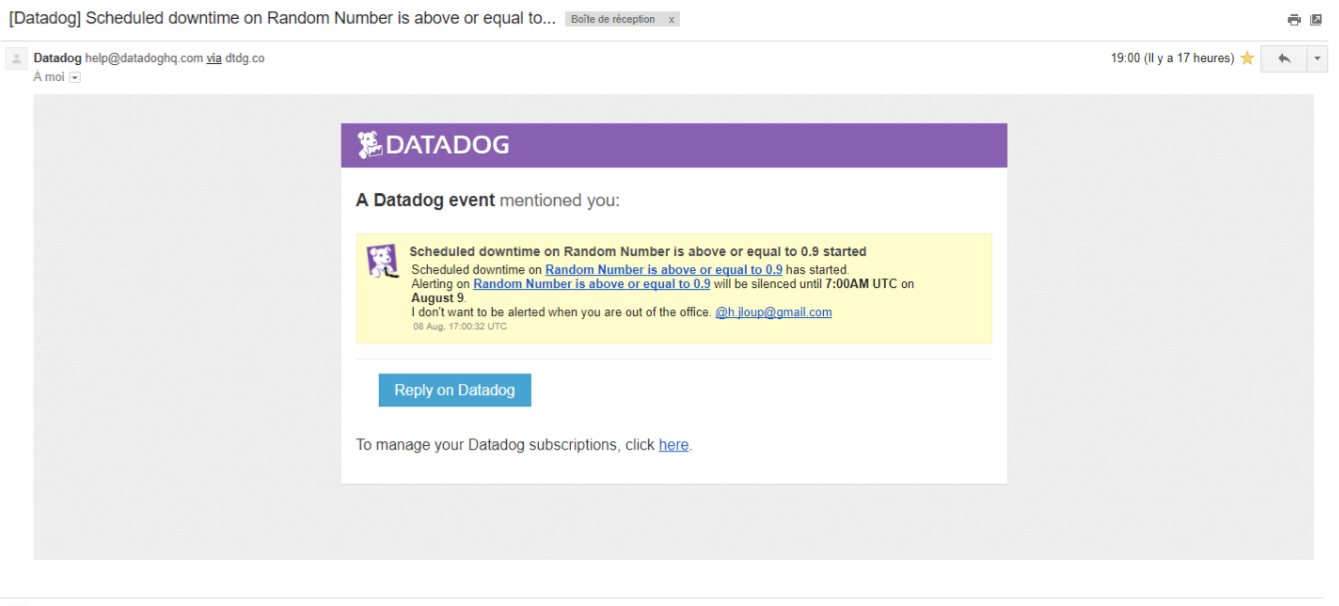 [Datadog] Scheduled downtime on Random Number is above or equal to... Boîte de réception x
Datadog help@datadoghq.com via dtdg.co 19:00 (Il y a 17 heures)
À moi
DATADOG
A Datadog event mentioned you:
Scheduled downtime on Random Number is above or equal to 0.9 started
Scheduled downtime on Random Number is above or equal to 0.9 has started.
Alerting on Random Number is above or equal to 0.9 will be silenced until 7:00AM UTC on
August 9.
I don't want to be alerted when you are out of the office. @h.jloup@gmail.com
08 Aug, 17:00:32 UTC
Reply on Datadog
To manage your Datadog subscriptions, click here.